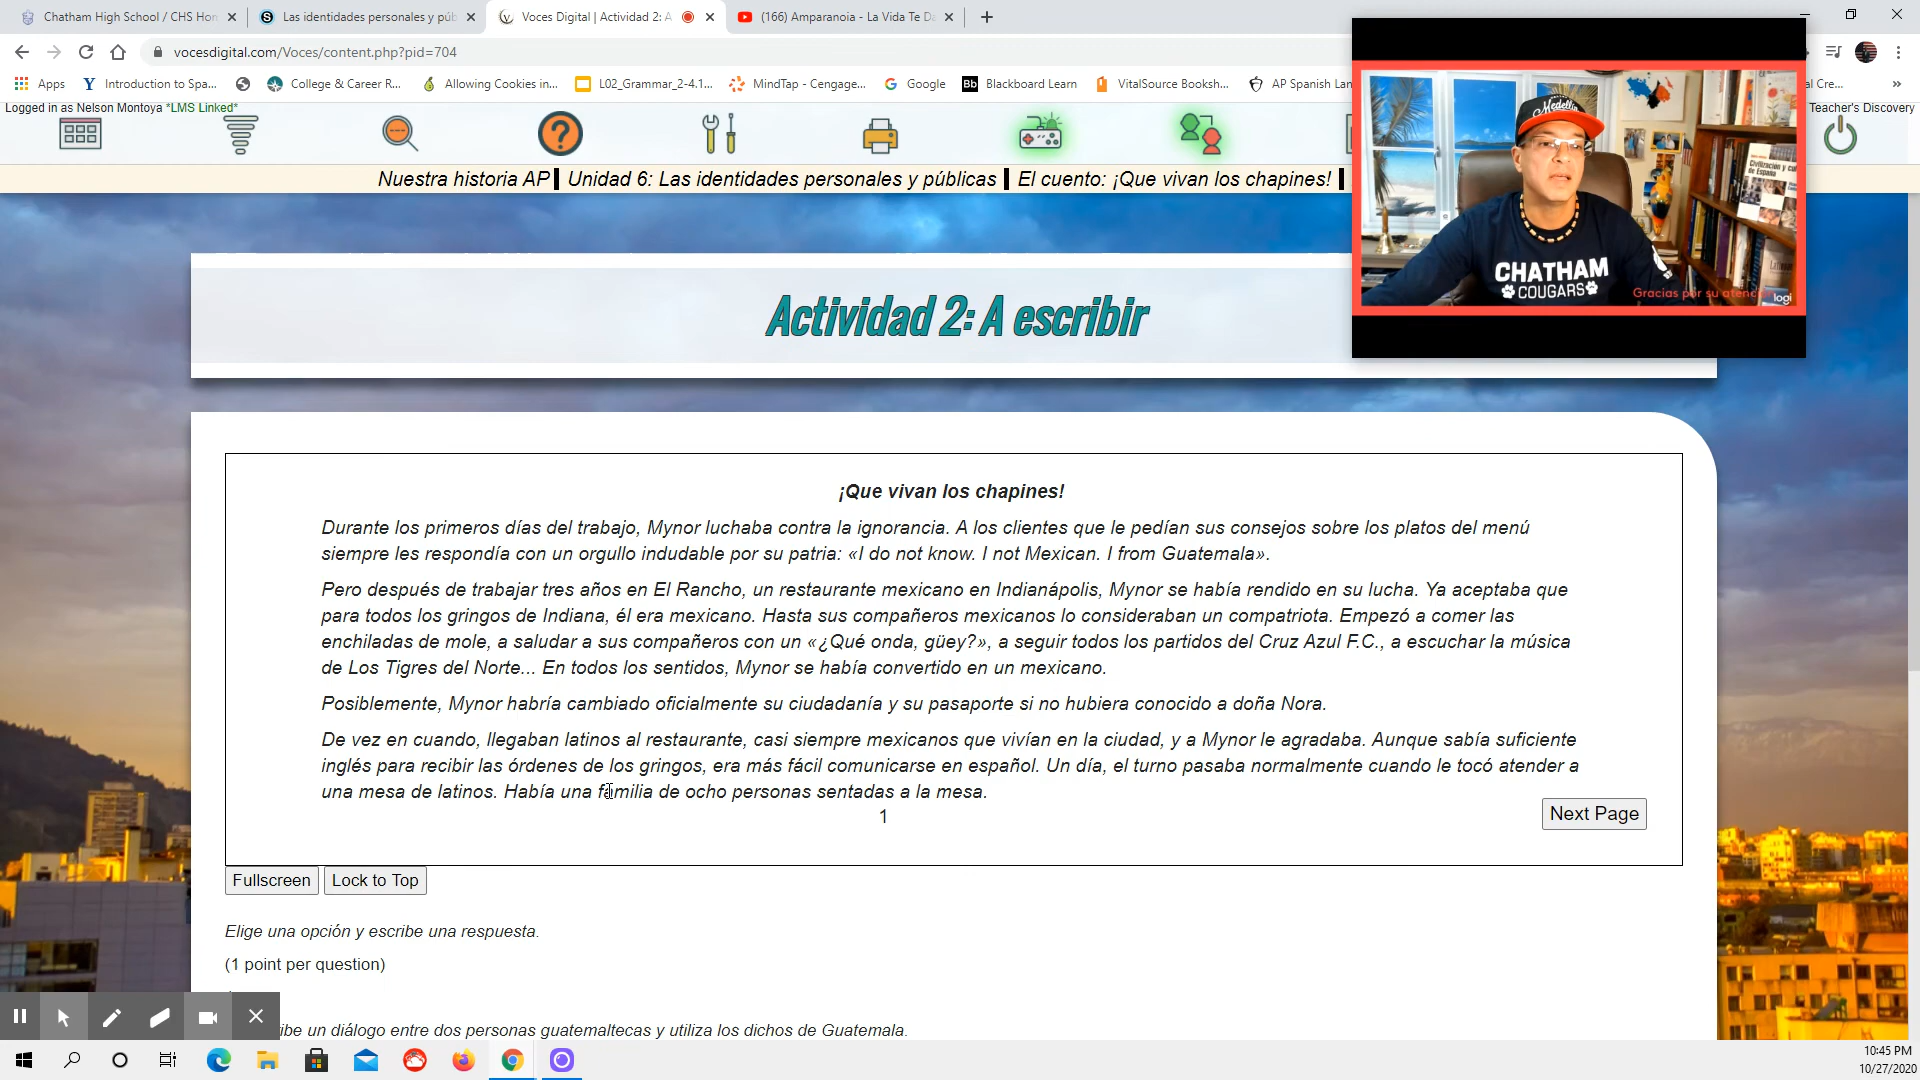 Chatham High School / CHS Hon
Las identidades personales y púb
Voces Digital | Actividad 2: A
(166) Amparanoia - La Vida Te Da
vocesdigital.com/Voces/content.php?pid=704
Apps
Introduction to Spa...
College & Career R...
Allowing Cookies in...
L02_Grammar_2-4.1...
MindTap - Cengage...
Google
Bb Blackboard Learn
VitalSource Booksh...
AP Spanish Lan
al Cre...
Logged in as Nelson Montoya *LMS Linked*
Teacher's Discovery
Nuestra historia AP | Unidad 6: Las identidades personales y públicas | El cuento: ¡Que vivan los chapines! |
Medellín
Civilización y cu
de España
CHATHAM
COUGARS
Gracias por su atenc
logi
Actividad 2: A escribir
¡Que vivan los chapines!
Durante los primeros días del trabajo, Mynor luchaba contra la ignorancia. A los clientes que le pedían sus consejos sobre los platos del menú
siempre les respondía con un orgullo indudable por su patria: «I do not know. I not Mexican. I from Guatemala».
Pero después de trabajar tres años en El Rancho, un restaurante mexicano en Indianápolis, Mynor se había rendido en su lucha. Ya aceptaba que
para todos los gringos de Indiana, él era mexicano. Hasta sus compañeros mexicanos lo consideraban un compatriota. Empezó a comer las
enchiladas de mole, a saludar a sus compañeros con un «¿Qué onda, güey?», a seguir todos los partidos del Cruz Azul F.C., a escuchar la música
de Los Tigres del Norte... En todos los sentidos, Mynor se había convertido en un mexicano.
Posiblemente, Mynor habría cambiado oficialmente su ciudadanía y su pasaporte si no hubiera conocido a doña Nora.
De vez en cuando, llegaban latinos al restaurante, casi siempre mexicanos que vivían en la ciudad, y a Mynor le agradaba. Aunque sabía suficiente
inglés para recibir las órdenes de los gringos, era más fácil comunicarse en español. Un día, el turno pasaba normalmente cuando le tocó atender a
una mesa de latinos. Había una familia de ocho personas sentadas a la mesa.
1
Next Page
Fullscreen
Lock to Top
Elige una opción y escribe una respuesta.
(1 point per question)
ibe un diálogo entre dos personas guatemaltecas y utiliza los dichos de Guatemala.
10:45 PM
10/27/2020